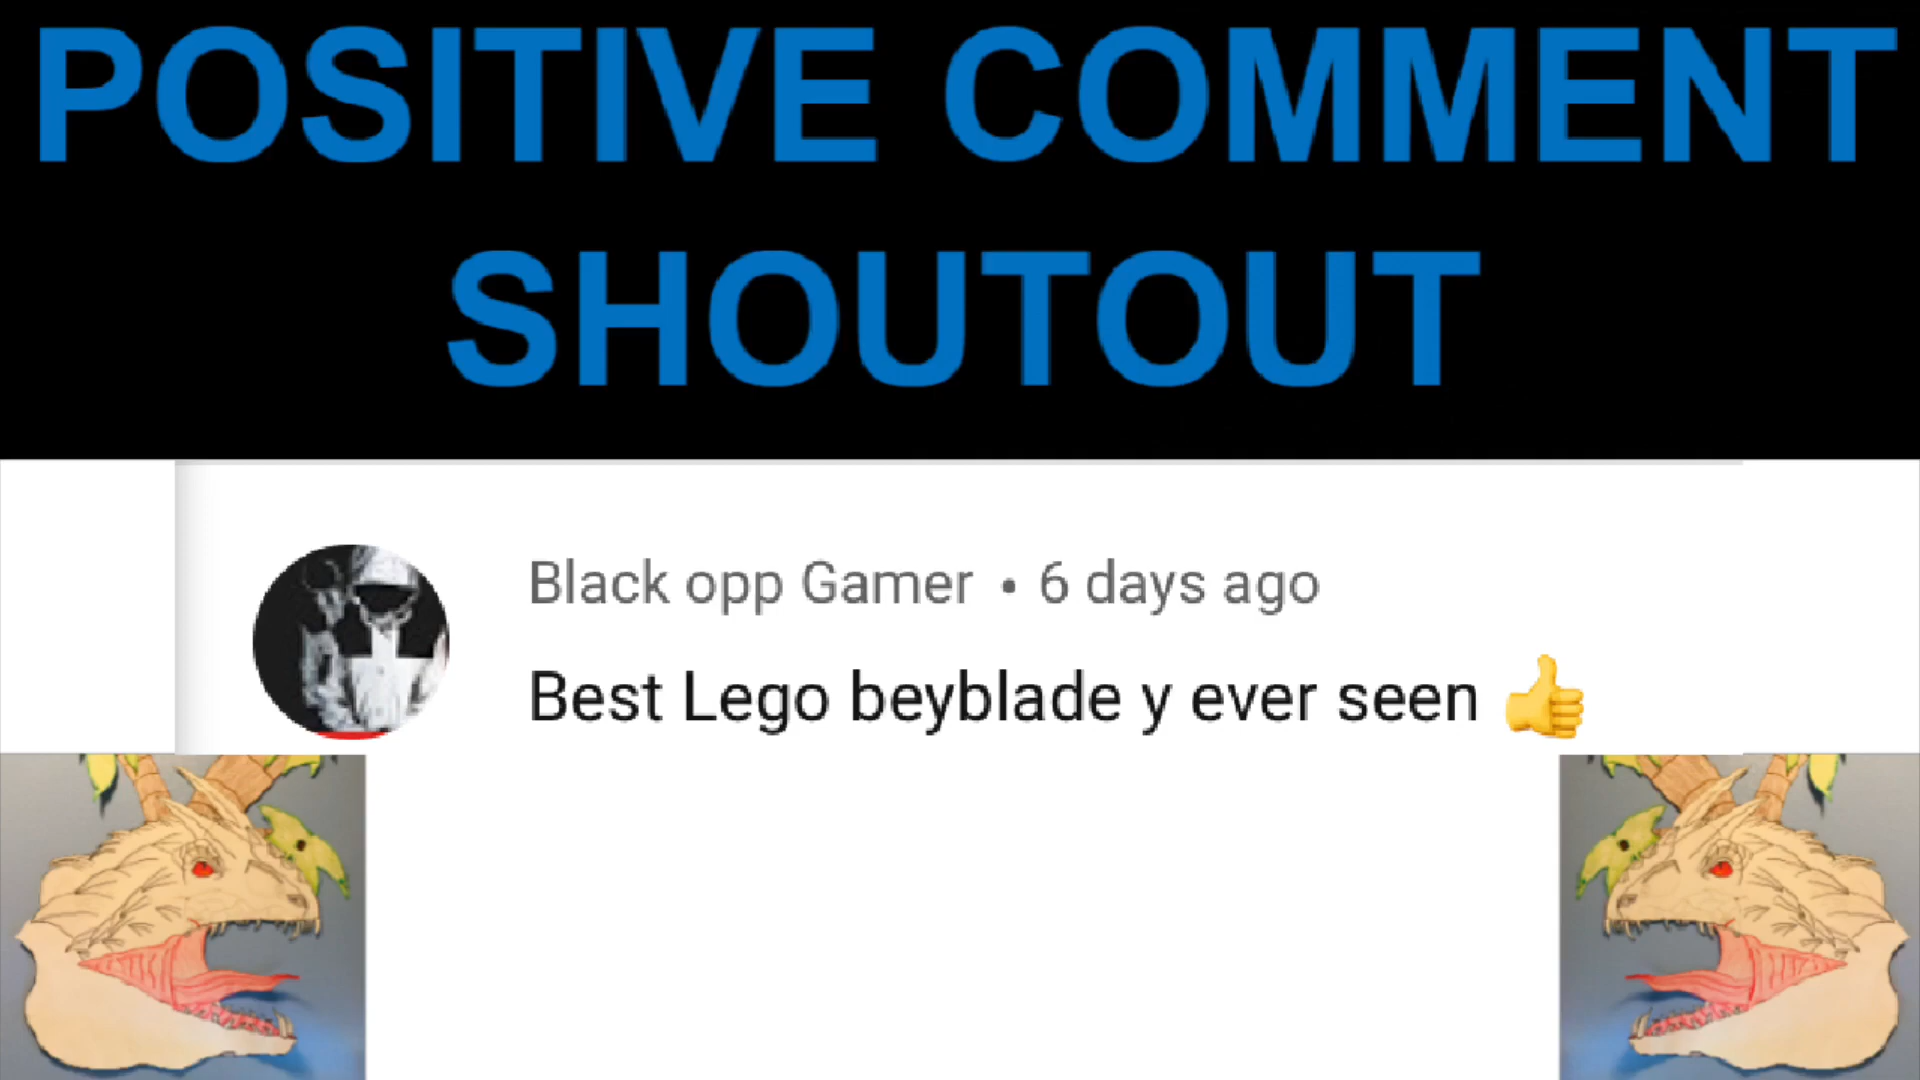 POSITIVE COMMENT
SHOUTOUT
Black opp Gamer • 6 days ago
Best Lego beyblade y ever seen 👍